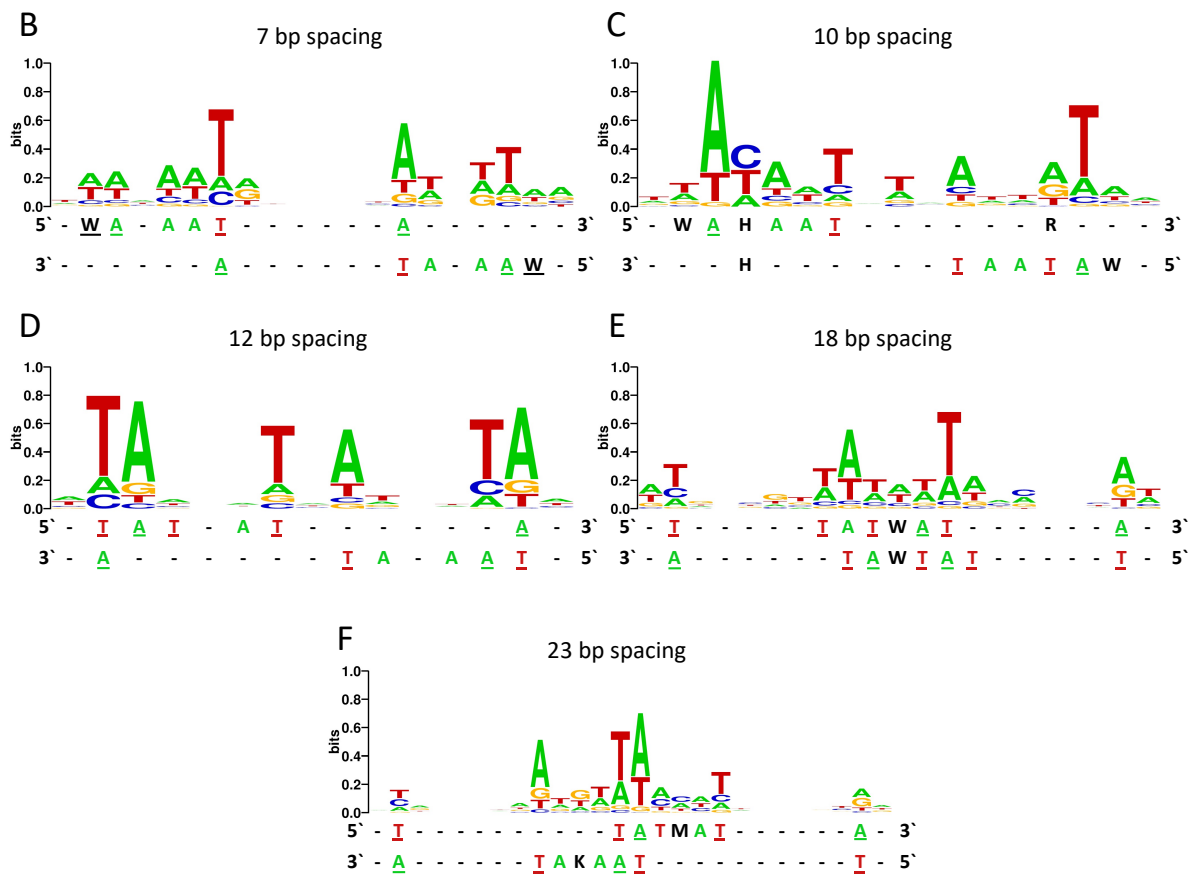 B
7 bp spacing
bits
1.0
0.8
0.6
0.4
0.2
0.0
5` - W A - A A T - - - - - - A - - - - - - 3`
3` - - - - - - A - - - - - - T A - A A W - 5`
C
10 bp spacing
bits
1.0
0.8
0.6
0.4
0.2
0.0
5` - W A H A A T - - - - - - R - - - 3`
3` - - - H - - - - - - T A A T A W - 5`
D
12 bp spacing
bits
1.0
0.8
0.6
0.4
0.2
0.0
5` - T A T - A T - - - - - - A - 3`
3` - A - - - - - - T A - A A T - 5`
E
18 bp spacing
bits
1.0
0.8
0.6
0.4
0.2
0.0
5` - T - - - - - T A T W A T - - - - - - A - 3`
3` - A - - - - - - T A W T A T - - - - - T - 5`
F
23 bp spacing
bits
1.0
0.8
0.6
0.4
0.2
0.0
5` - T - - - - - - - - - - T A T M A T - - - - - - A - 3`
3` - A - - - - - - T A K A A T - - - - - - - - - - T - 5`